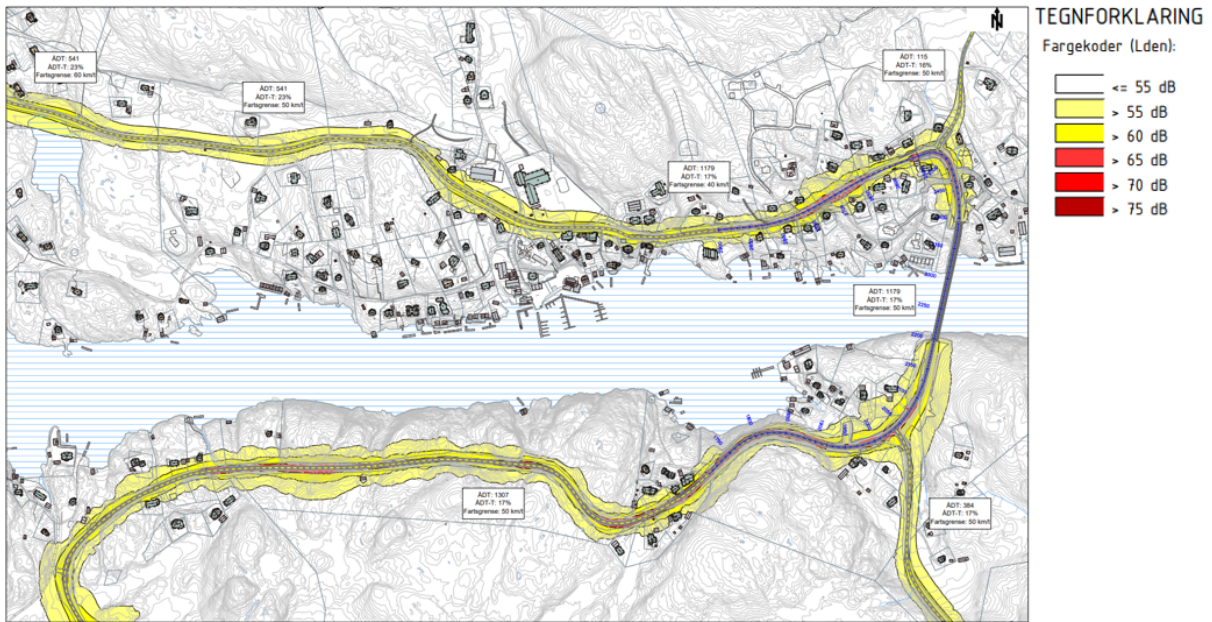 N
TEGNFORKLARING
Fargekoder (Lden):
<= 55 dB
> 55 dB
> 60 dB
> 65 dB
> 70 dB
> 75 dB
ÅDT: 541
ÅDT-T: 23%
Fartsgrense: 60 km/t
ÅDT: 541
ÅDT-T: 23%
Fartsgrense: 50 km/t
ÅDT: 115
ÅDT-T: 16%
Fartsgrense: 50 km/t
ÅDT: 1179
ÅDT-T: 17%
Fartsgrense: 40 km/t
ÅDT: 1179
ÅDT-T: 17%
Fartsgrense: 50 km/t
2250
2200
ÅDT: 1307
ÅDT-T: 17%
Fartsgrense: 50 km/t
ÅDT: 384
ÅDT-T: 17%
Fartsgrense: 50 km/t